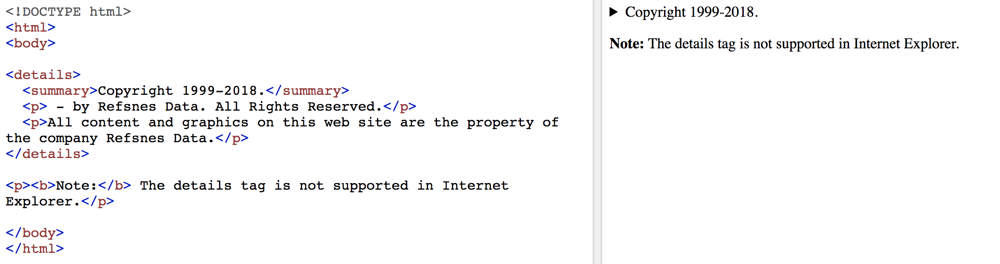 <!DOCTYPE html>
<html>
<body>
<details>
<summary>Copyright 1999-2018.</summary>
<p> - by Refsnes Data. All Rights Reserved.</p>
<p>All content and graphics on this web site are the property of
the company Refsnes Data.</p>
</details>
<p><b>Note:</b> The details tag is not supported in Internet
Explorer.</p>
</body>
</html>
▶ Copyright 1999-2018.
Note: The details tag is not supported in Internet Explorer.